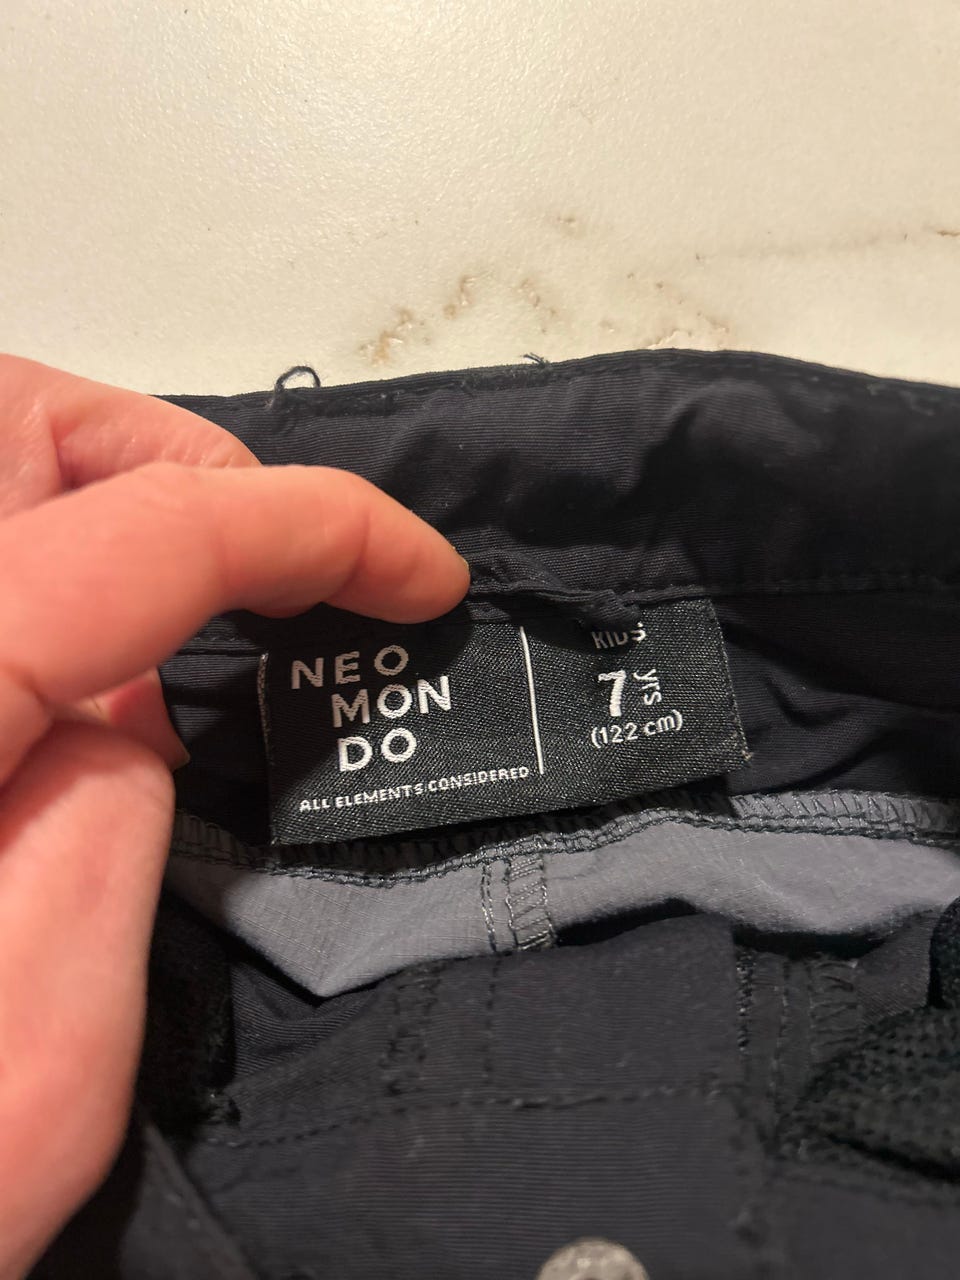 NEO
MON
DO
ALL ELEMENTS CONSIDERED
KIDS
7 yrs
(122 cm)